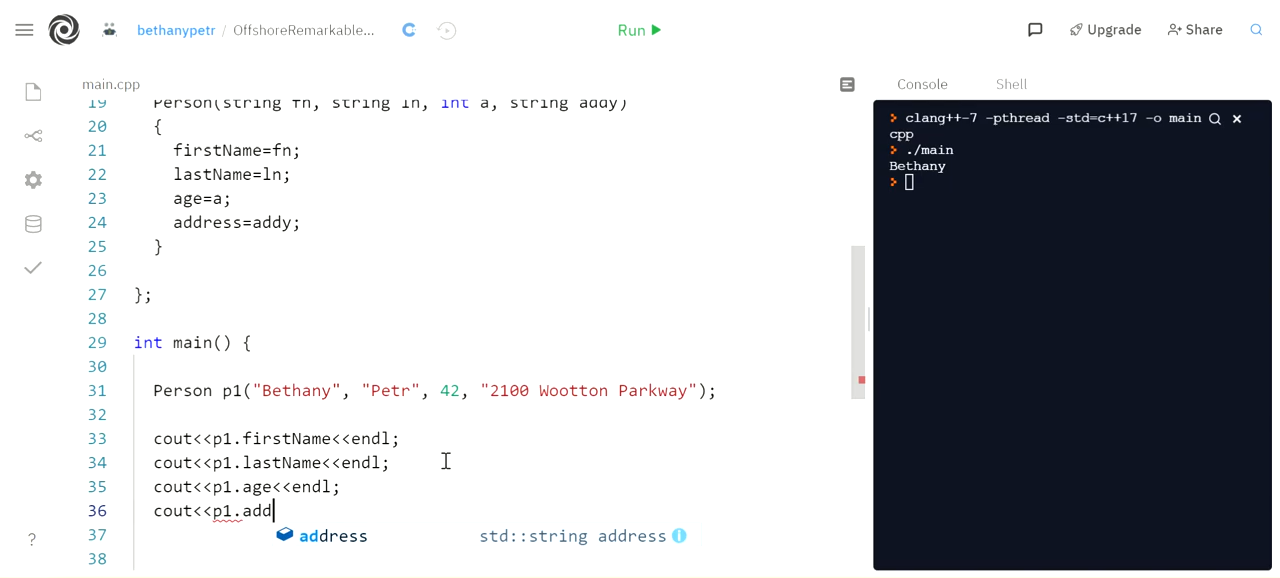 bethanypetr / OffshoreRemarkable...
Run
Upgrade
Share
main.cpp
Console
Shell
19 Person(string fn, string ln, int a, string addy)
20 {
21 firstName=fn;
22 lastName=ln;
23 age=a;
24 address=addy;
25 }
26
27 };
28
29 int main() {
30
31 Person p1("Bethany", "Petr", 42, "2100 Wootton Parkway");
32
33 cout<<p1.firstName<<endl;
34 cout<<p1.lastName<<endl;
35 cout<<p1.age<<endl;
36 cout<<p1.add
37
address std::string address
38
?
clang++-7 -pthread -std=c++17 -o main
cpp
./main
Bethany